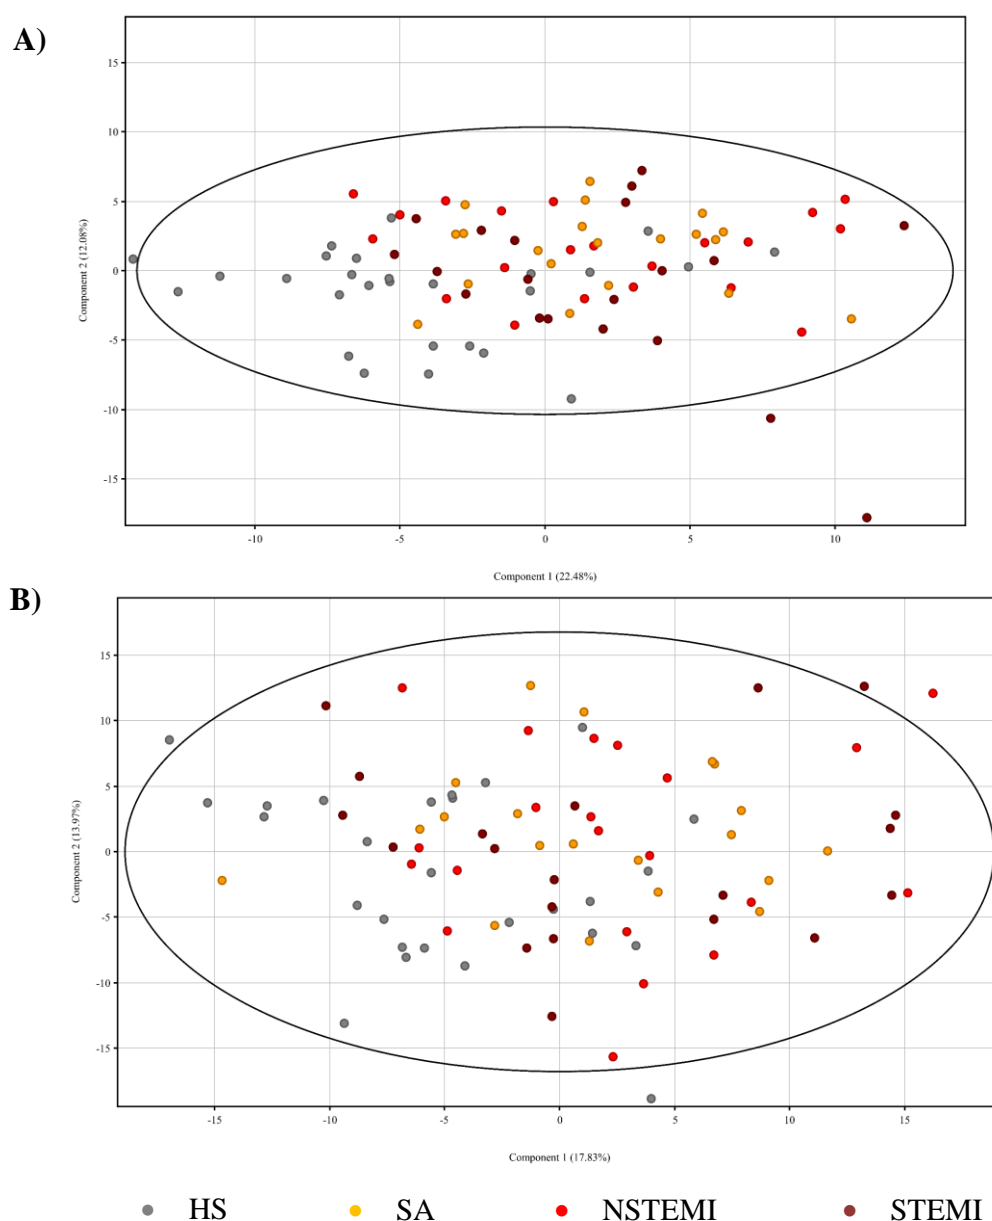 A)
15
10
5
0
-5
-10
-15
Component 2 (12.08%)
-10 -5 0 5 10
Component 1 (22.48%)
B)
15
10
5
0
-5
-10
-15
Component 2 (13.97%)
-15 -10 -5 0 5 10 15
Component 1 (17.83%)
HS SA NSTEMI STEMI